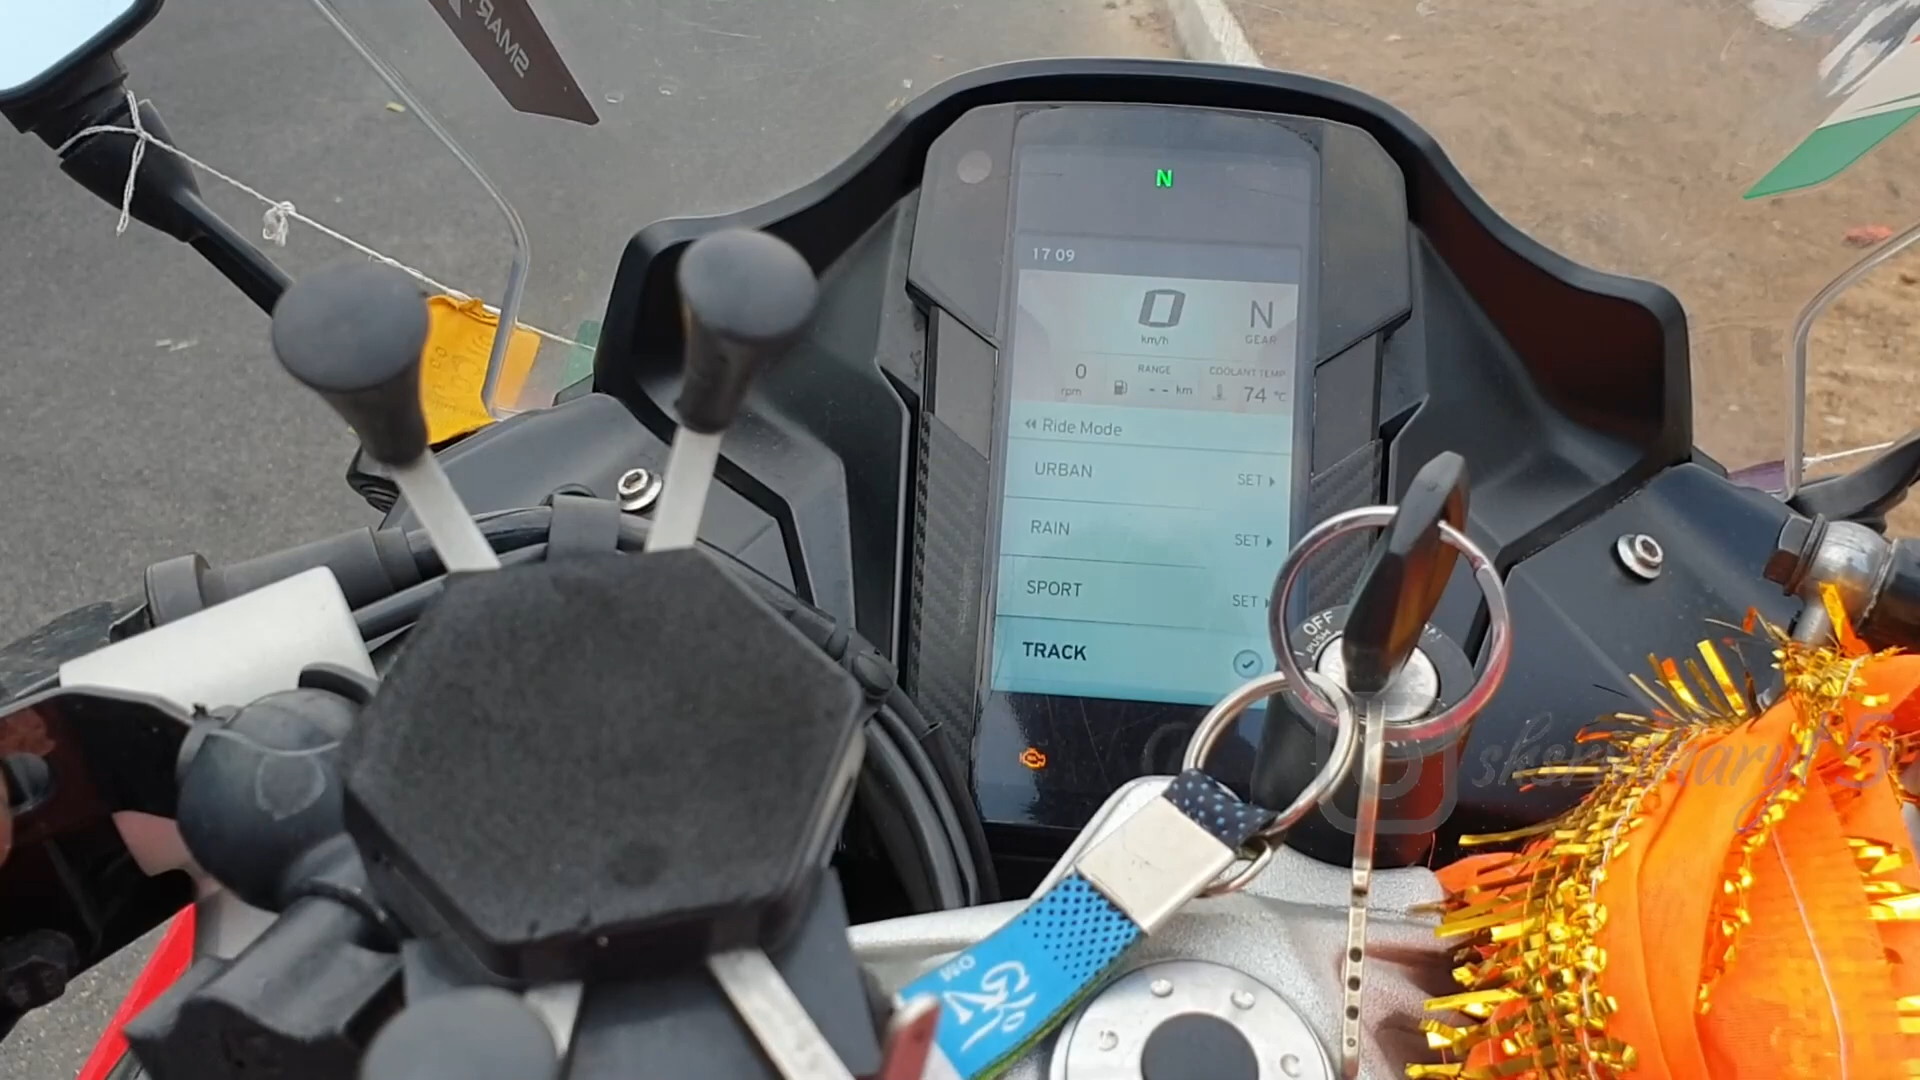 SMAR
N
17 09
0
km/h
N
GEAR
0
rpm
RANGE
-- km
COOLANT TEMP
74 °C
Ride Mode
URBAN
SET
RAIN
SET
SPORT
SET
TRACK
OFF
PUSH